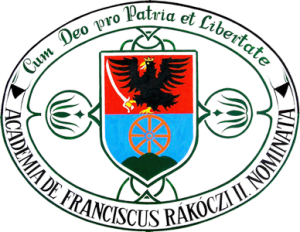 Cum Deo pro Patria et Libertate
ACADEMIA DE FRANCISCUS RÁKÓCZI II. NOMINATA